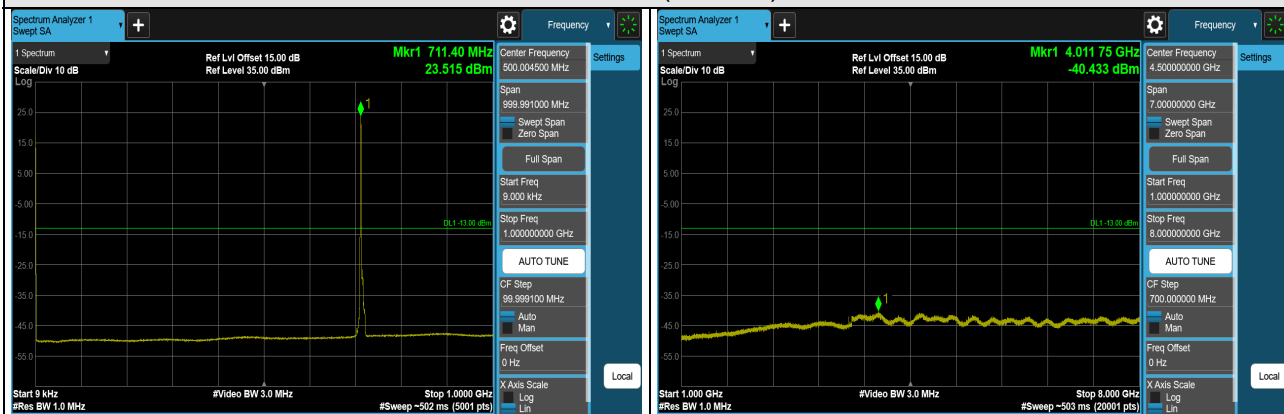 Spectrum Analyzer 1
Swept SA
+
Frequency
1 Spectrum
Scale/Div 10 dB
Log
Ref Lvl Offset 15.00 dB
Ref Level 35.00 dBm
Mkr1 711.40 MHz
23.515 dBm
25.0
15.0
5.00
-5.00
-15.0
-25.0
-35.0
-45.0
-55.0
1
DL1 -13.00 dBm
Start 9 kHz
#Res BW 1.0 MHz
#Video BW 3.0 MHz
Stop 1.0000 GHz
#Sweep ~502 ms (5001 pts)
Center Frequency
500.004500 MHz
Settings
Span
999.991000 MHz
Swept Span
Zero Span
Full Span
Start Freq
9.000 kHz
Stop Freq
1.000000000 GHz
AUTO TUNE
CF Step
99.999100 MHz
Auto
Man
Freq Offset
0 Hz
Local
X Axis Scale
Log
Lin
Spectrum Analyzer 1
Swept SA
+
Frequency
1 Spectrum
Scale/Div 10 dB
Log
Ref Lvl Offset 15.00 dB
Ref Level 35.00 dBm
Mkr1 4.011 75 GHz
-40.433 dBm
25.0
15.0
5.00
-5.00
-15.0
-25.0
-35.0
-45.0
-55.0
1
DL1 -13.00 dBm
Start 1.000 GHz
#Res BW 1.0 MHz
#Video BW 3.0 MHz
Stop 8.000 GHz
#Sweep ~503 ms (20001 pts)
Center Frequency
4.500000000 GHz
Settings
Span
7.00000000 GHz
Swept Span
Zero Span
Full Span
Start Freq
1.000000000 GHz
Stop Freq
8.000000000 GHz
AUTO TUNE
CF Step
700.000000 MHz
Auto
Man
Freq Offset
0 Hz
Local
X Axis Scale
Log
Lin